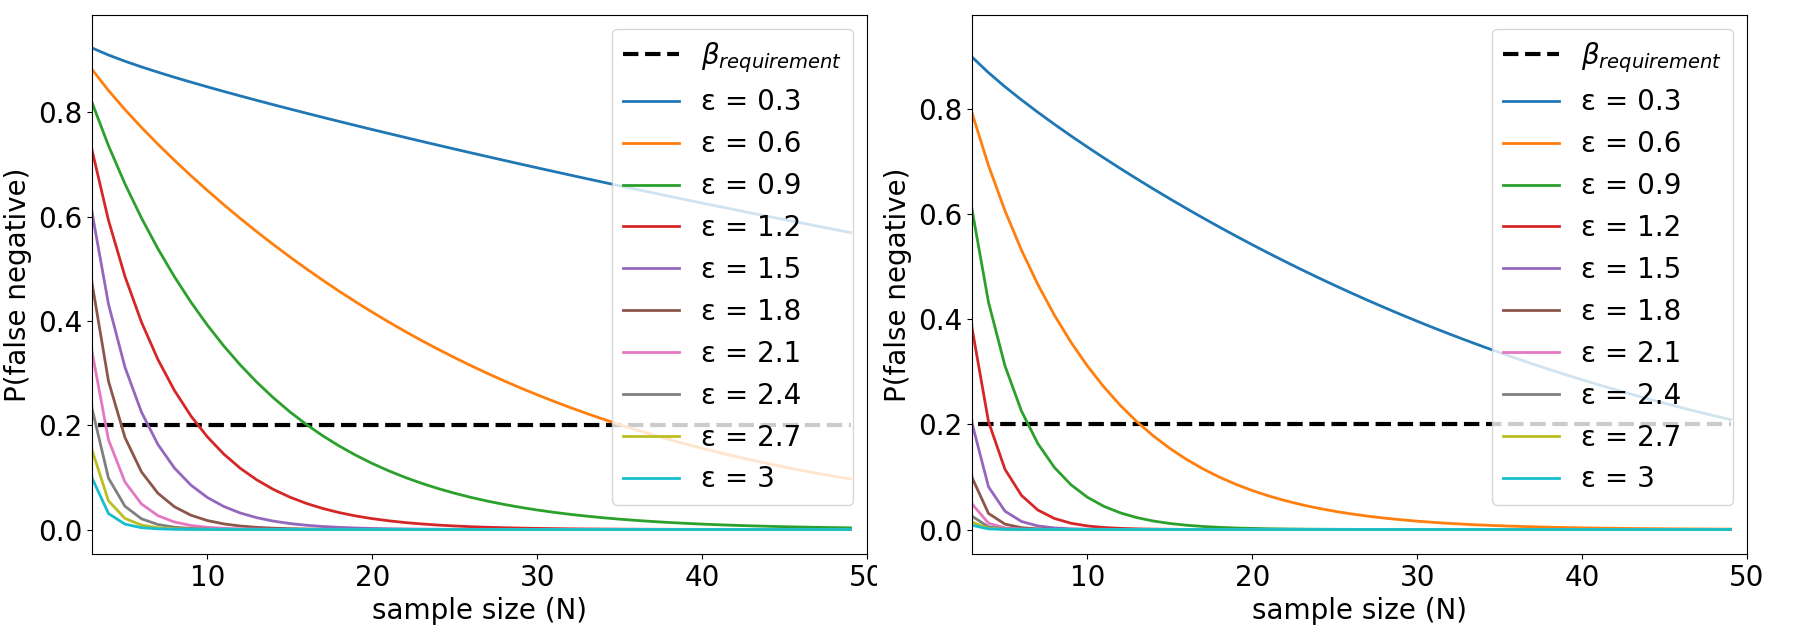 P(false negative)
0.8
0.6
0.4
0.2
0.0
10
20
30
40
50
sample size (N)
β_requirement
ε = 0.3
ε = 0.6
ε = 0.9
ε = 1.2
ε = 1.5
ε = 1.8
ε = 2.1
ε = 2.4
ε = 2.7
ε = 3
P(false negative)
0.8
0.6
0.4
0.2
0.0
10
20
30
40
50
sample size (N)
β_requirement
ε = 0.3
ε = 0.6
ε = 0.9
ε = 1.2
ε = 1.5
ε = 1.8
ε = 2.1
ε = 2.4
ε = 2.7
ε = 3